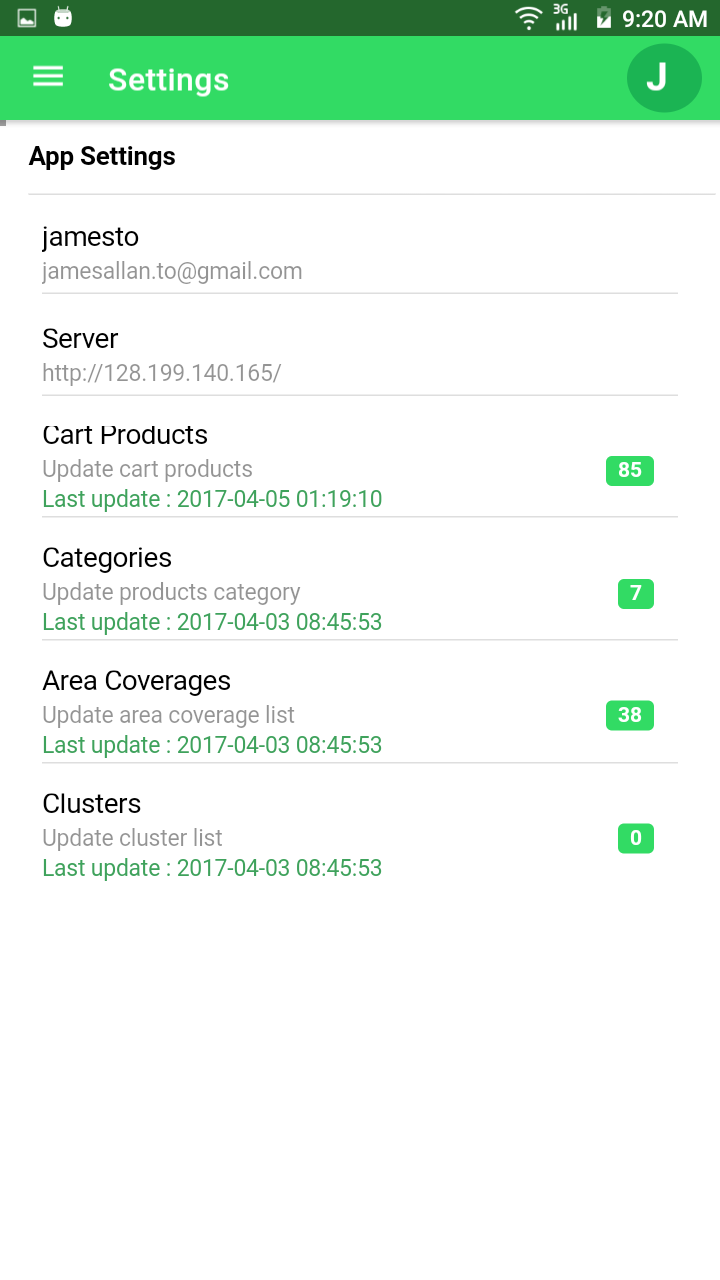 3G 9:20 AM
Settings J
App Settings
jamesto
jamesallan.to@gmail.com
Server
http://128.199.140.165/
Cart Products
Update cart products 85
Last update : 2017-04-05 01:19:10
Categories
Update products category 7
Last update : 2017-04-03 08:45:53
Area Coverages
Update area coverage list 38
Last update : 2017-04-03 08:45:53
Clusters
Update cluster list 0
Last update : 2017-04-03 08:45:53